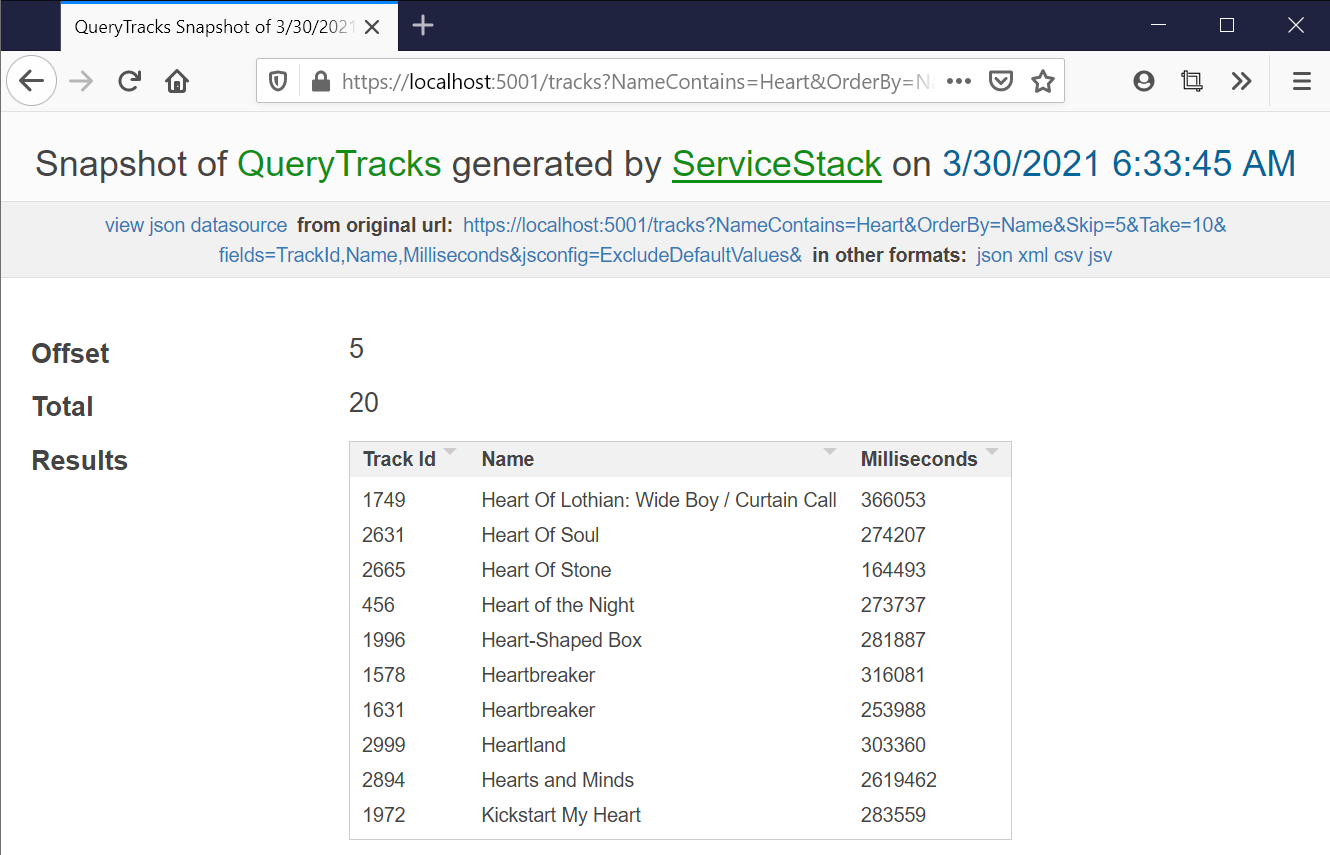 QueryTracks Snapshot of 3/30/2021
https://localhost:5001/tracks?NameContains=Heart&OrderBy=Na
Snapshot of QueryTracks generated by ServiceStack on 3/30/2021 6:33:45 AM
view json datasource from original url: https://localhost:5001/tracks?NameContains=Heart&OrderBy=Name&Skip=5&Take=10&
fields=TrackId,Name,Milliseconds&jsconfig=ExcludeDefaultValues& in other formats: json xml csv jsv
Offset 5
Total 20
Results
Track Id Name Milliseconds
1749 Heart Of Lothian: Wide Boy / Curtain Call 366053
2631 Heart Of Soul 274207
2665 Heart Of Stone 164493
456 Heart of the Night 273737
1996 Heart-Shaped Box 281887
1578 Heartbreaker 316081
1631 Heartbreaker 253988
2999 Heartland 303360
2894 Hearts and Minds 2619462
1972 Kickstart My Heart 283559